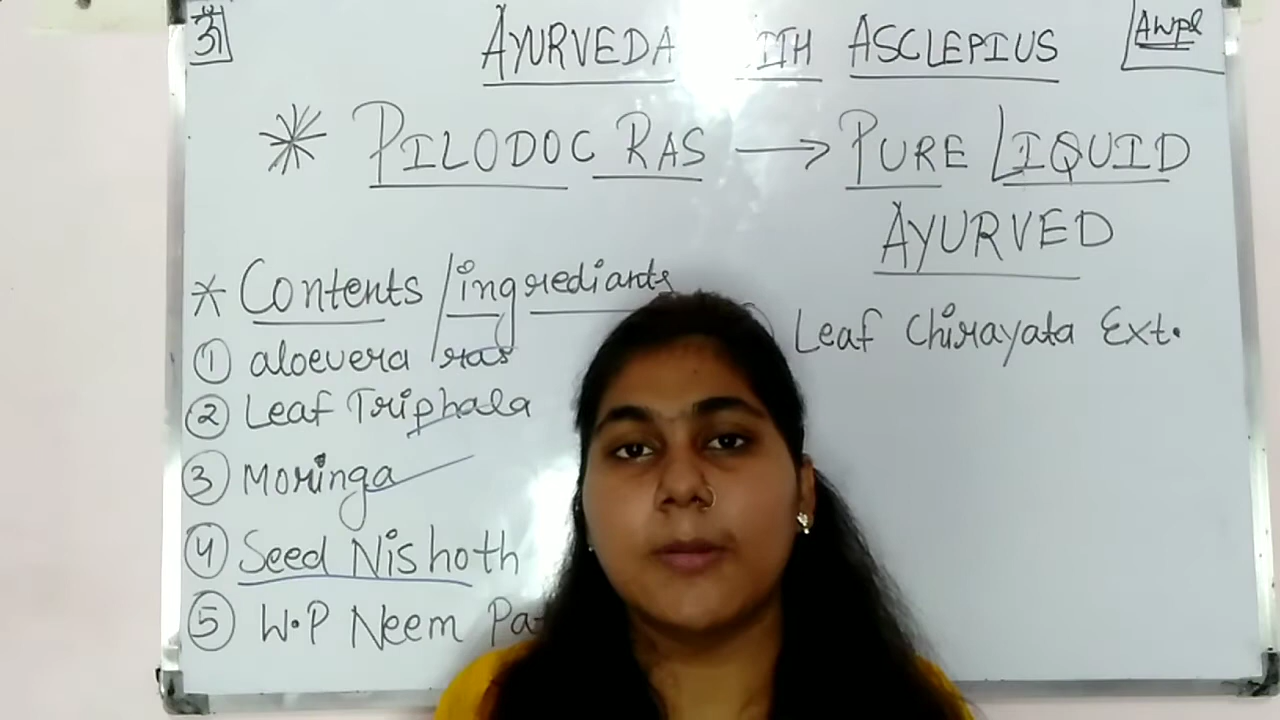 AYURVEDA WITH ASCLEPIUS
AWPL
* PILODOC RAS → PURE LIQUID
AYURVED
* Contents / ingrediants
① aloevera / ras
② Leaf Triphala
③ Moringa
④ Seed Nishoth
⑤ W.P Neem
Leaf Chirayata Ext.